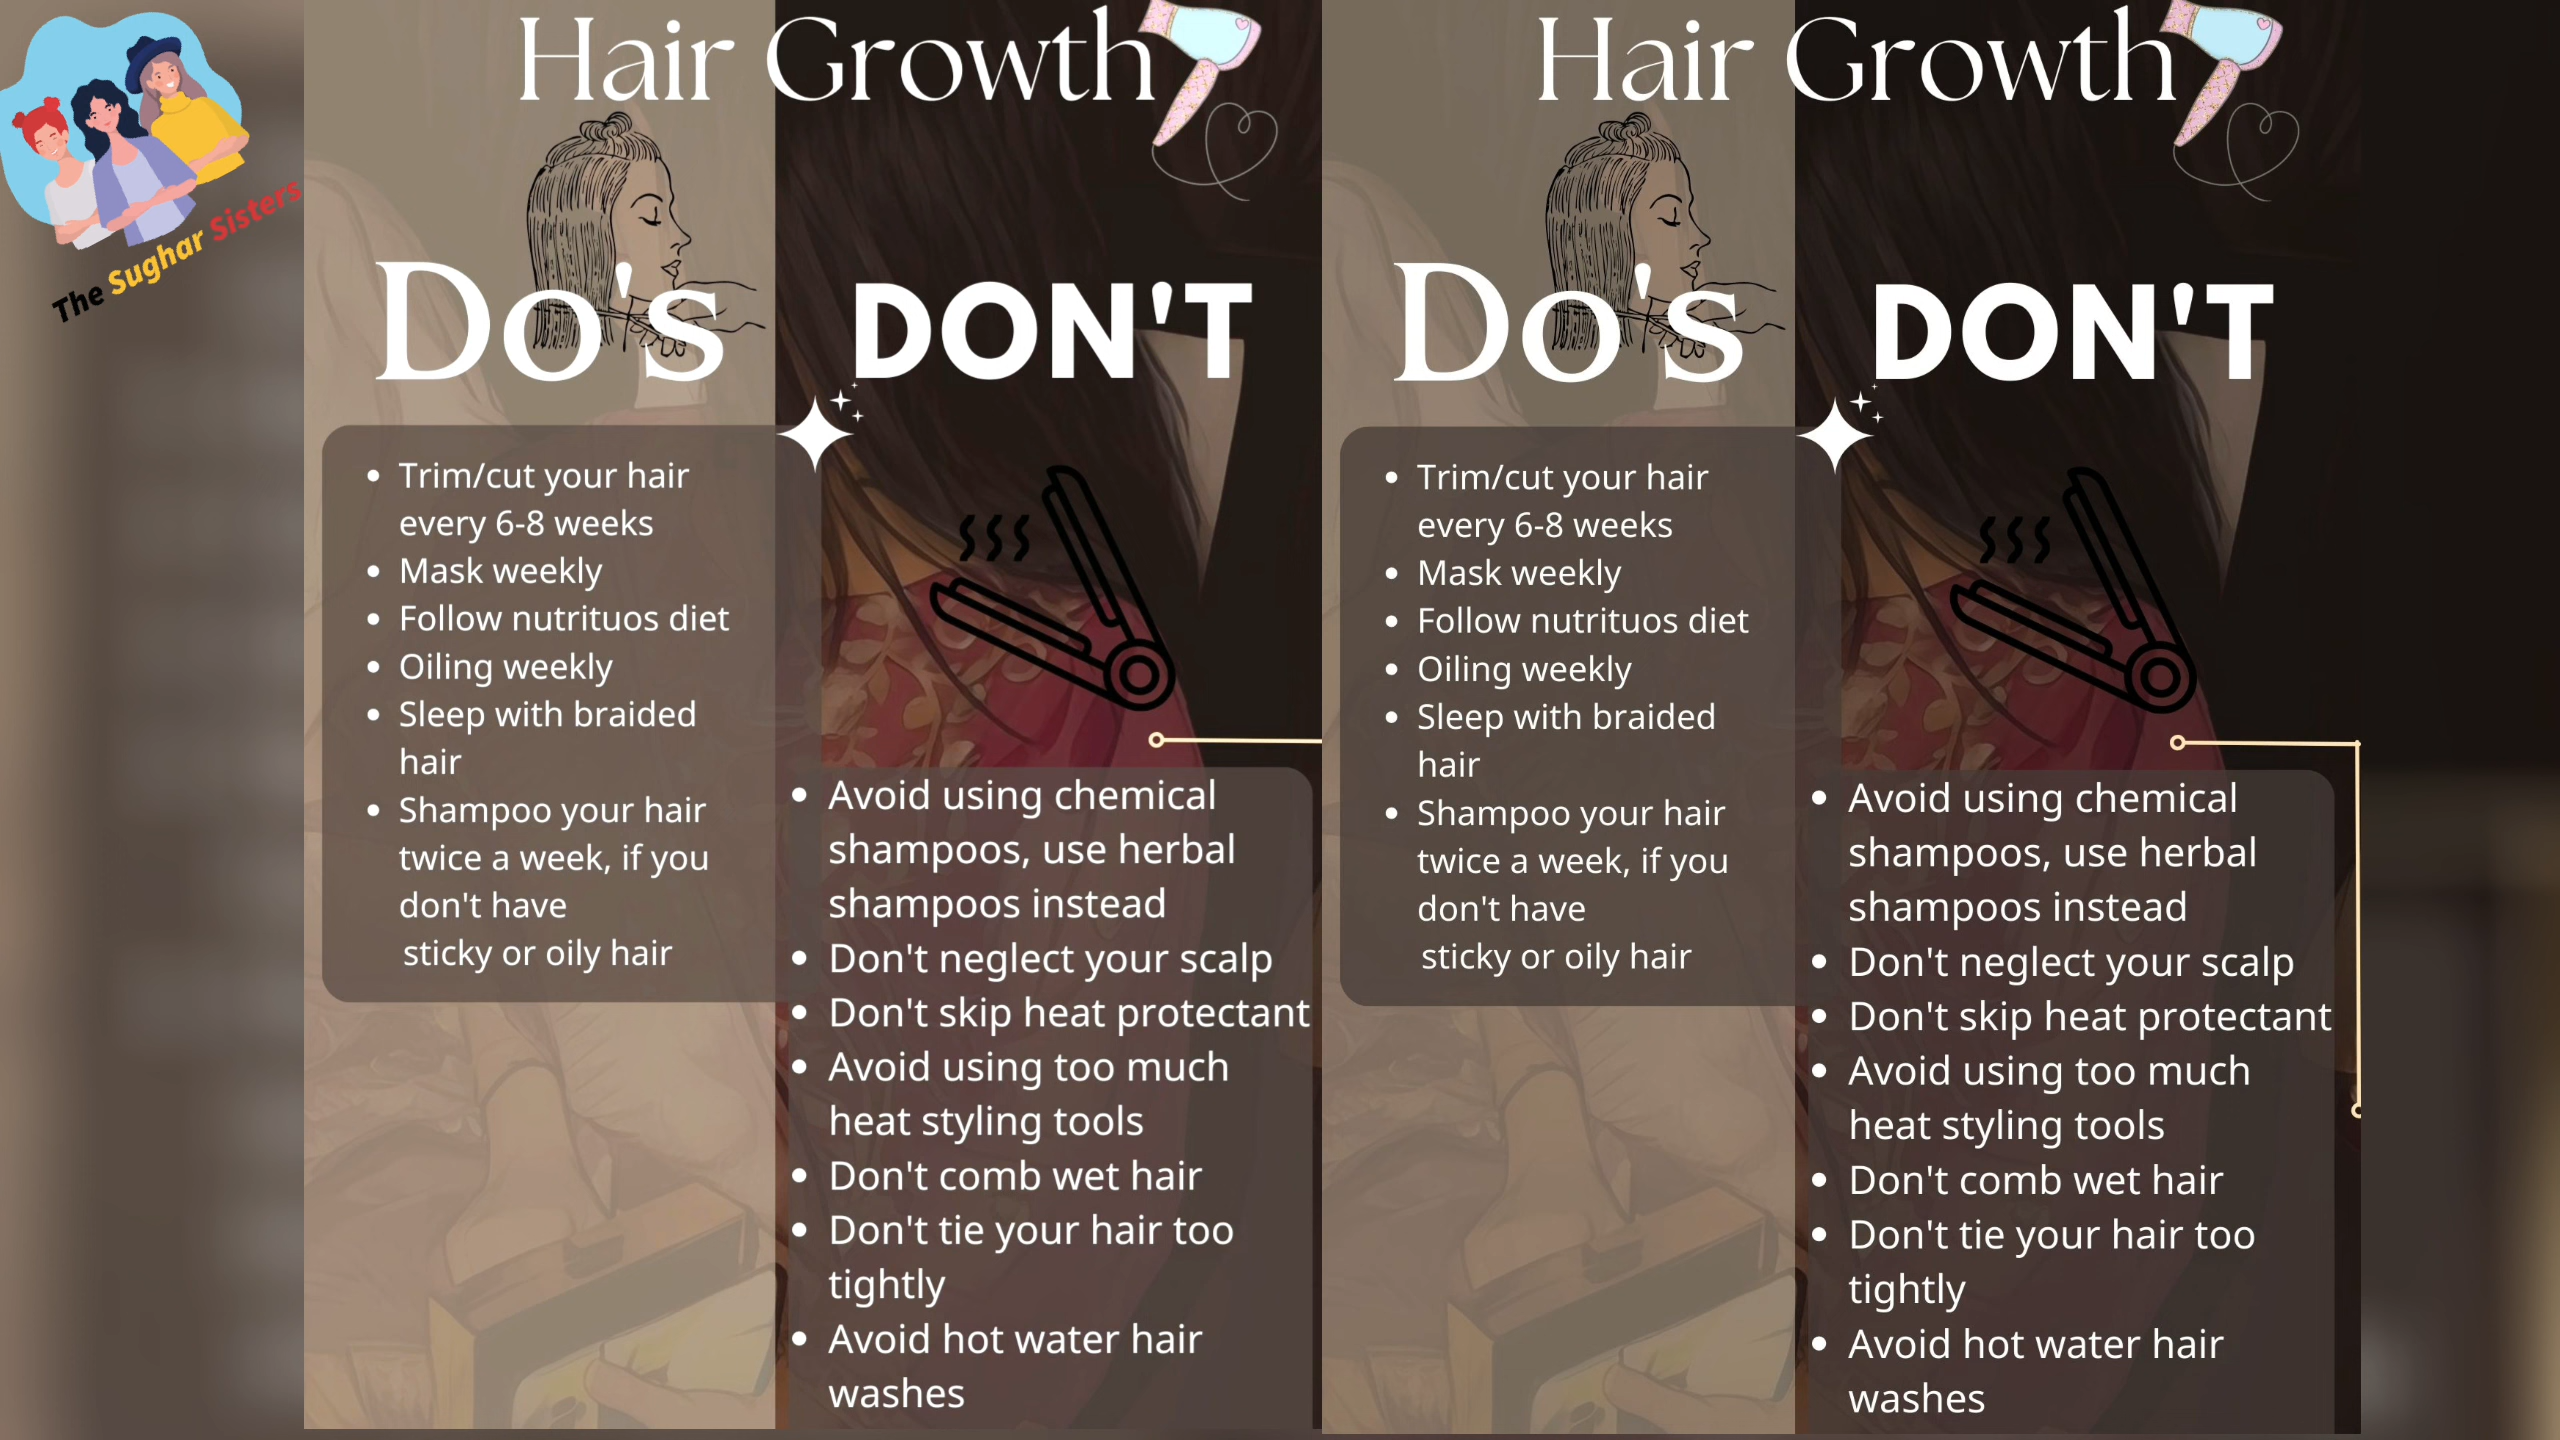 The Sughar Sisters
Hair Growth
Do's
DON'T
Trim/cut your hair
every 6-8 weeks
Mask weekly
Follow nutrituos diet
Oiling weekly
Sleep with braided
hair
Shampoo your hair
twice a week, if you
don't have
sticky or oily hair
Avoid using chemical
shampoos, use herbal
shampoos instead
Don't neglect your scalp
Don't skip heat protectant
Avoid using too much
heat styling tools
Don't comb wet hair
Don't tie your hair too
tightly
Avoid hot water hair
washes
Hair Growth
Do's
DON'T
Trim/cut your hair
every 6-8 weeks
Mask weekly
Follow nutrituos diet
Oiling weekly
Sleep with braided
hair
Shampoo your hair
twice a week, if you
don't have
sticky or oily hair
Avoid using chemical
shampoos, use herbal
shampoos instead
Don't neglect your scalp
Don't skip heat protectant
Avoid using too much
heat styling tools
Don't comb wet hair
Don't tie your hair too
tightly
Avoid hot water hair
washes